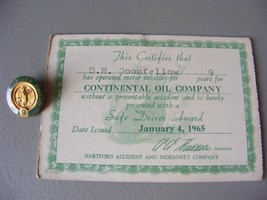 This Certifies that
D.M. Goodfellow 9
has operated motor vehicles for years for
CONTINENTAL OIL COMPANY
without a preventable accident and is hereby
presented with a
Safe Driver Award
Date Issued January 4, 1965
Secretary
HARTFORD ACCIDENT AND INDEMNITY COMPANY